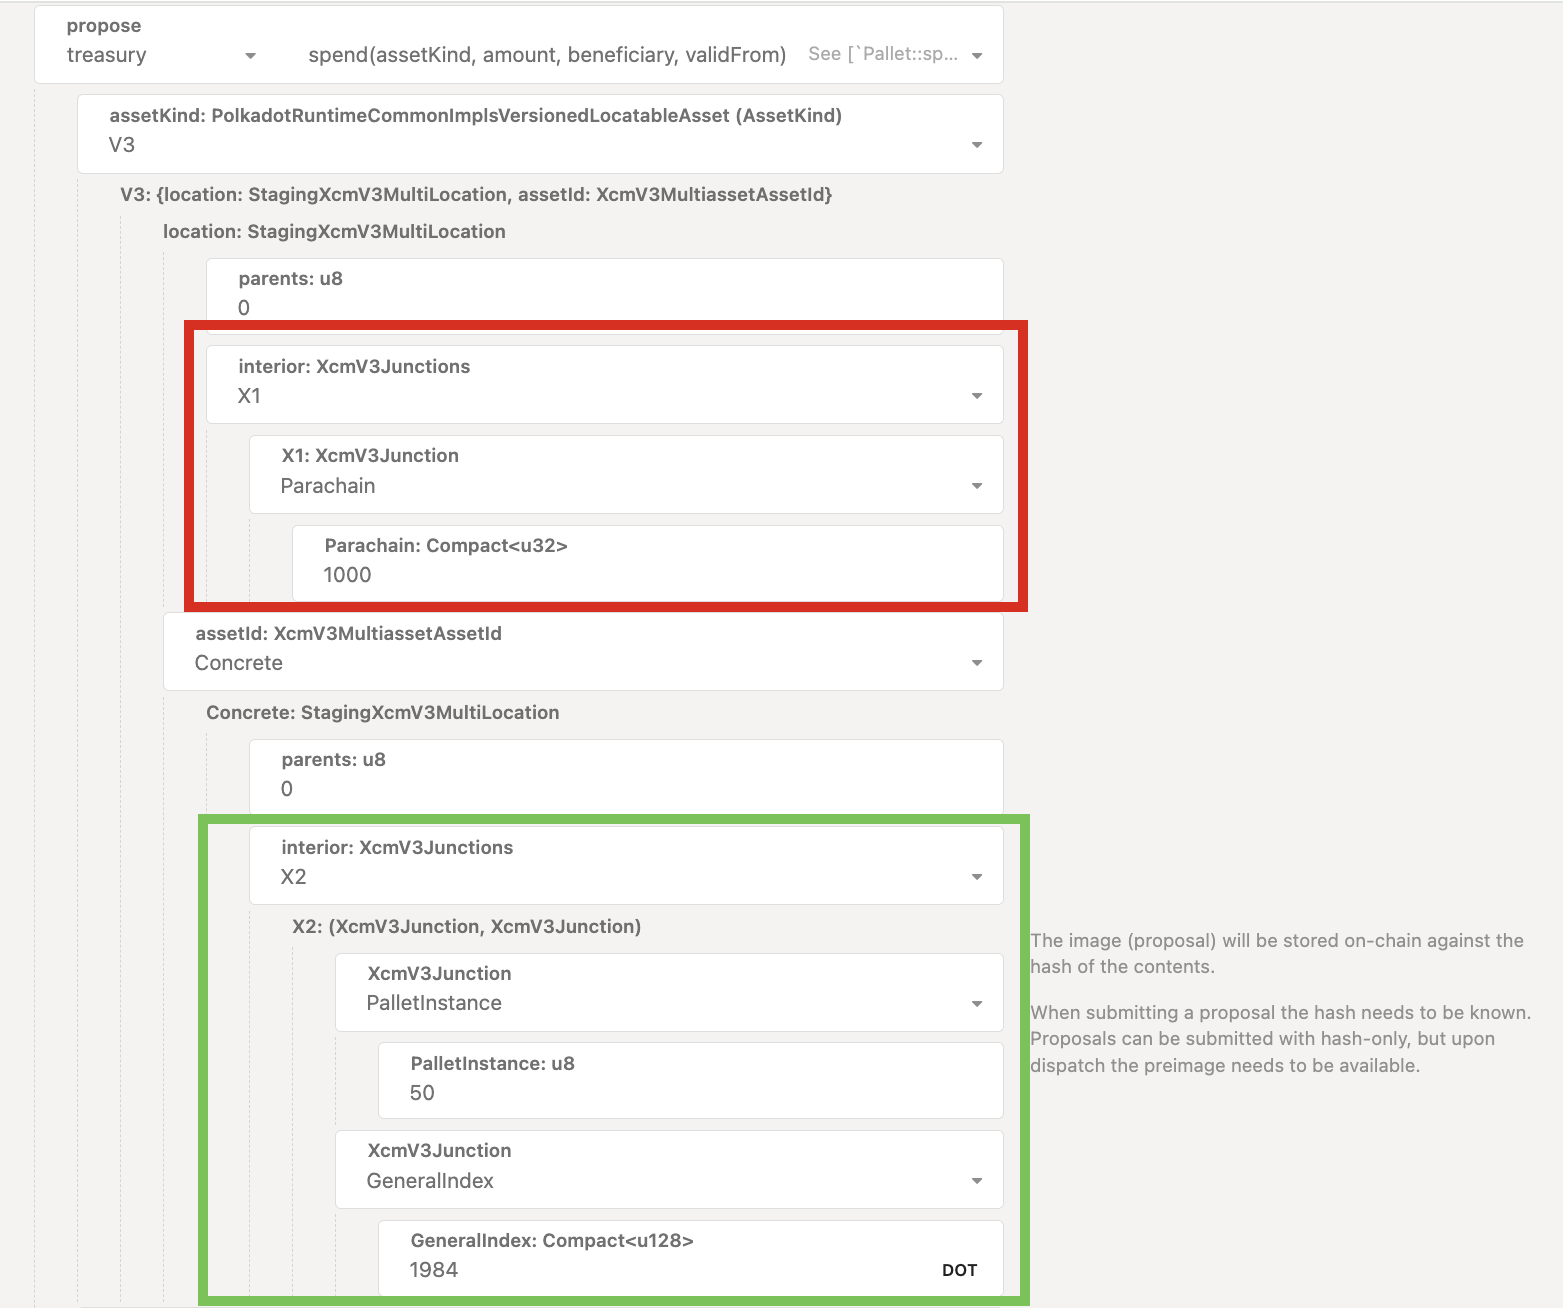 propose
treasury
spend(assetKind, amount, beneficiary, validFrom) See [`Pallet::sp...
assetKind: PolkadotRuntimeCommonImplsVersionedLocatableAsset (AssetKind)
V3
V3: {location: StagingXcmV3MultiLocation, assetId: XcmV3MultiassetAssetId}
location: StagingXcmV3MultiLocation
parents: u8
0
interior: XcmV3Junctions
X1
X1: XcmV3Junction
Parachain
Parachain: Compact<u32>
1000
assetId: XcmV3MultiassetAssetId
Concrete
Concrete: StagingXcmV3MultiLocation
parents: u8
0
interior: XcmV3Junctions
X2
X2: (XcmV3Junction, XcmV3Junction)
XcmV3Junction
PalletInstance
PalletInstance: u8
50
XcmV3Junction
GeneralIndex
GeneralIndex: Compact<u128>
1984 DOT
The image (proposal) will be stored on-chain against the
hash of the contents.
When submitting a proposal the hash needs to be known.
Proposals can be submitted with hash-only, but upon
dispatch the preimage needs to be available.